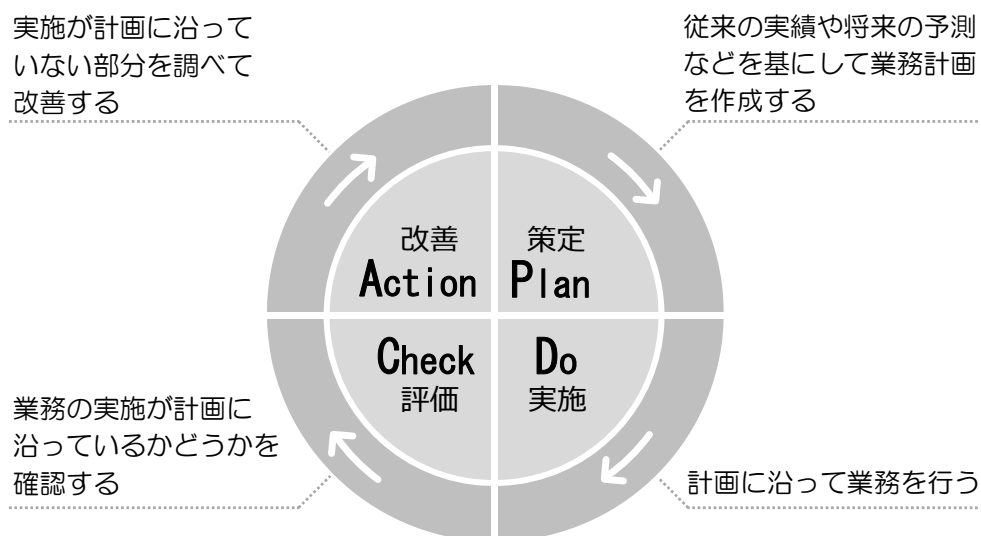 実施が計画に沿って
いない部分を調べて
改善する
従来の実績や将来の予測
などを基にして業務計画
を作成する
改善
Action
策定
Plan
Check
評価
Do
実施
業務の実施が計画に
沿っているかどうかを
確認する
計画に沿って業務を行う